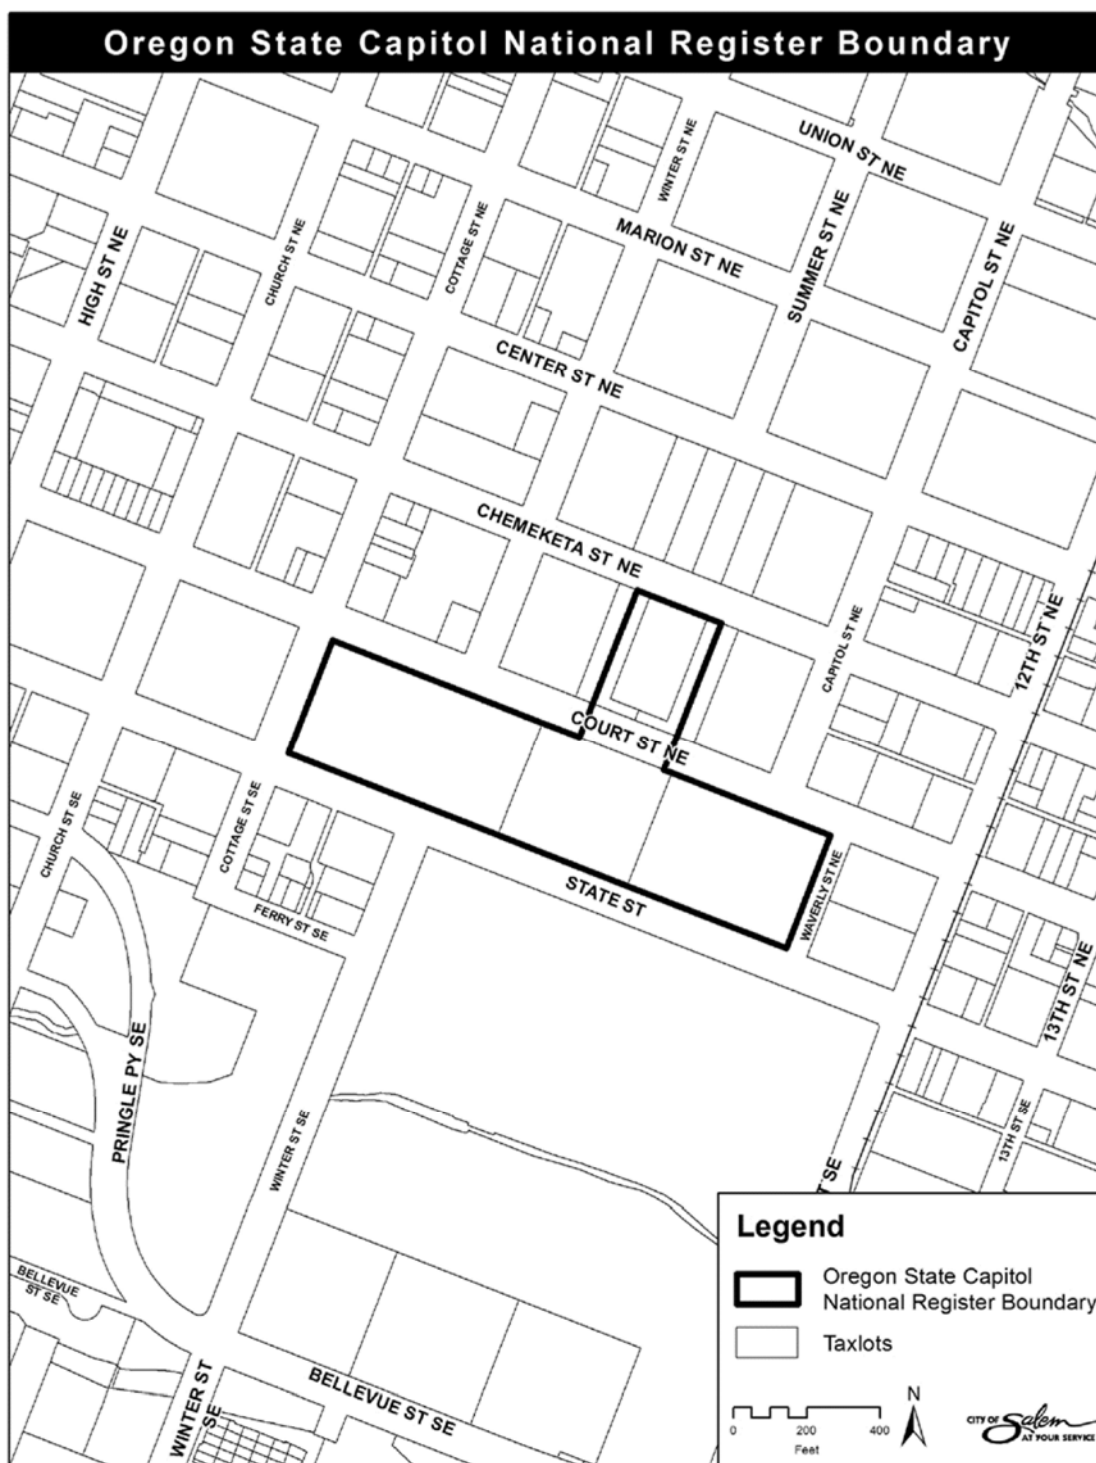 Oregon State Capitol National Register Boundary
UNION ST NE
WINTER ST NE
MARION ST NE
SUMMER ST NE
CAPITOL ST NE
HIGH ST NE
CHURCH ST NE
COTTAGE ST NE
CENTER ST NE
CHEMEKETA ST NE
12TH ST NE
CAPITOL ST NE
COURT ST NE
CHURCH ST SE
COTTAGE ST SE
STATE ST
WAVERLY ST NE
FERRY ST SE
13TH ST NE
PRINGLE PY SE
WINTER ST SE
13TH ST SE
T SE
BELLEVUE
ST SE
BELLEVUE ST SE
WINTER ST
SE
Legend
Oregon State Capitol
National Register Boundary
Taxlots
N
0 200 400
Feet
CITY OF Salem
AT YOUR SERVICE